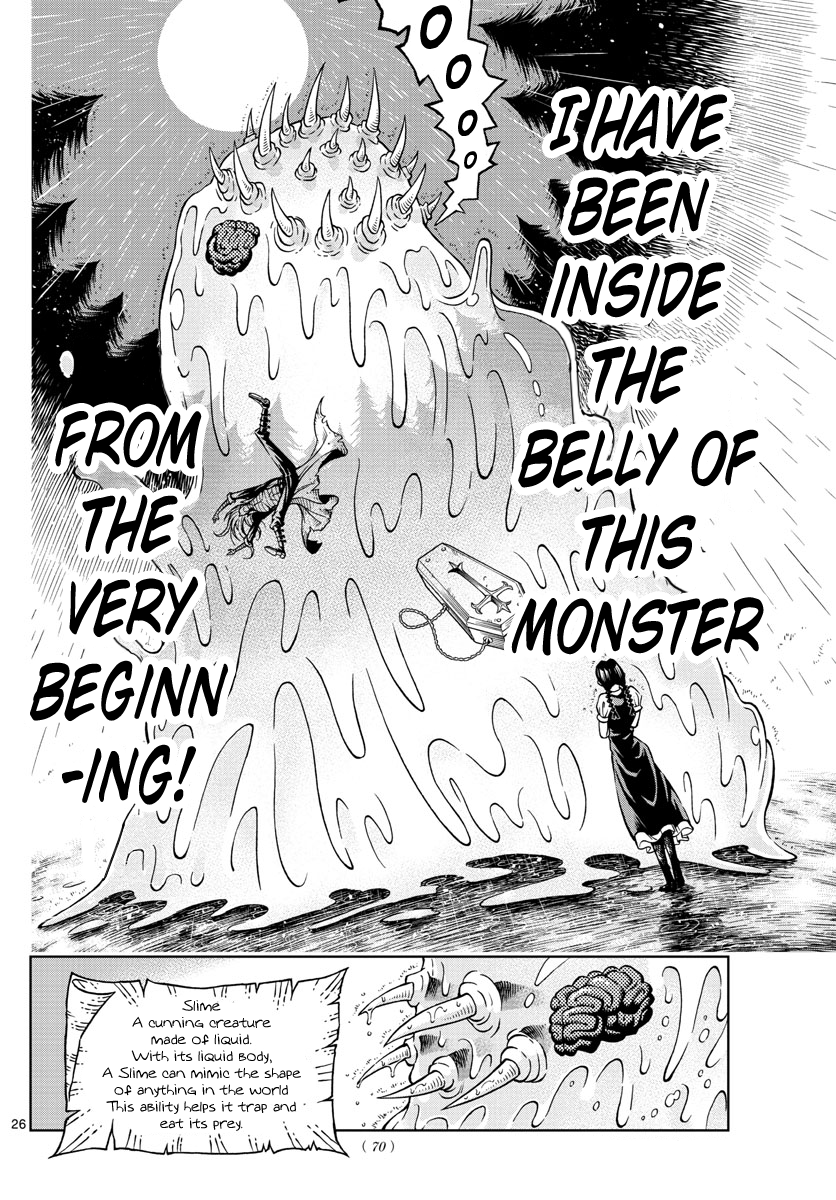 OOOOO
I HAVE
BEEN
INSIDE
THE
BELLY OF
THIS
MONSTER
FROM
THE
VERY
BEGINN
-ING!
Slime
A cunning creature
made of liquid.
With its liquid body,
A Slime can mimic the shape
of anything in the world
This ability helps it trap and
eat its prey.
26
( 70 )